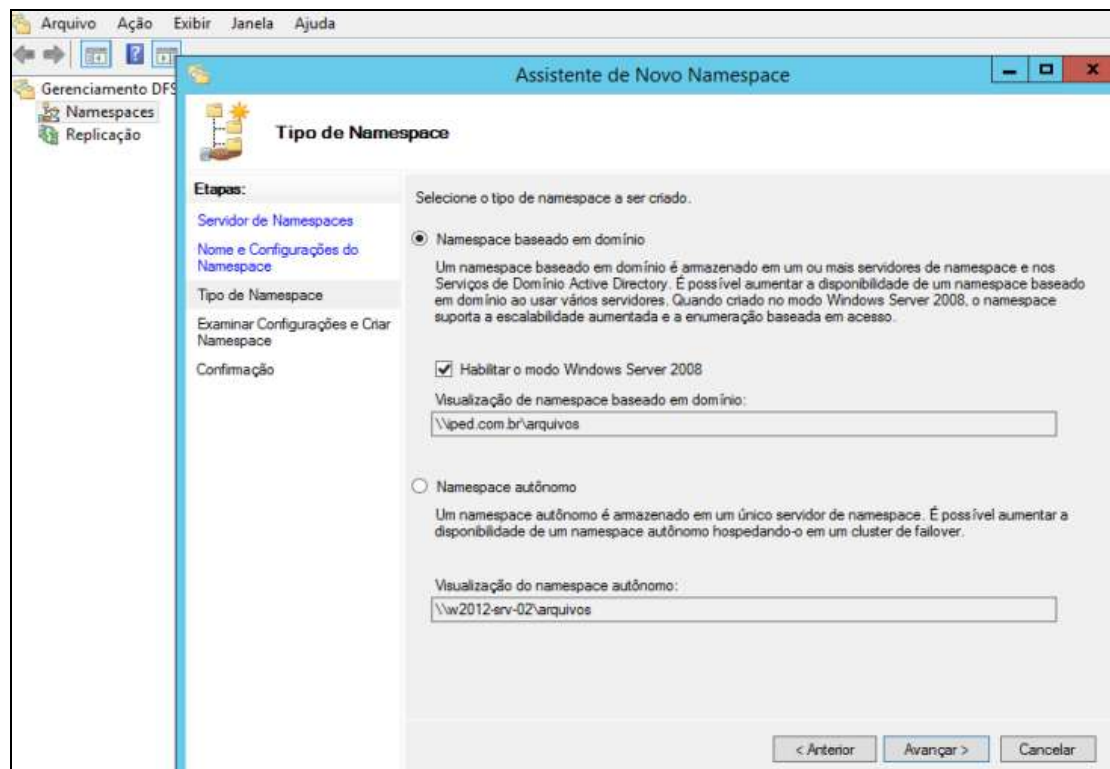 Arquivo Ação Exibir Janela Ajuda
Gerenciamento DFS
Namespaces
Replicação
Assistente de Novo Namespace
Tipo de Namespace
Etapas:
Servidor de Namespaces
Nome e Configurações do
Namespace
Tipo de Namespace
Examinar Configurações e Criar
Namespace
Confirmação
Selecione o tipo de namespace a ser criado.
Namespace baseado em domínio
Um namespace baseado em domínio é armazenado em um ou mais servidores de namespace e nos
Serviços de Domínio Active Directory. É possível aumentar a disponibilidade de um namespace baseado
em domínio ao usar vários servidores. Quando criado no modo Windows Server 2008, o namespace
suporta a escalabilidade aumentada e a enumeração baseada em acesso.
Habilitar o modo Windows Server 2008
Visualização de namespace baseado em domínio:
\\iped.com.br\arquivos
Namespace autônomo
Um namespace autônomo é armazenado em um único servidor de namespace. É possível aumentar a
disponibilidade de um namespace autônomo hospedando-o em um cluster de failover.
Visualização do namespace autônomo:
\\w2012-srv-02\arquivos
< Anterior
Avançar >
Cancelar